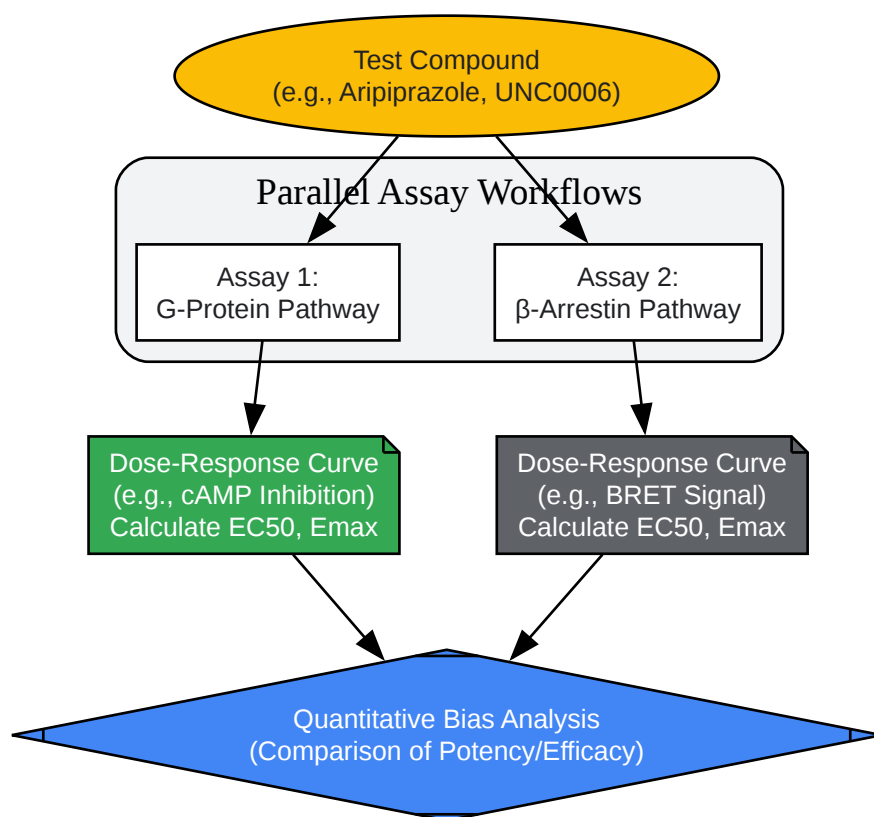 Test Compound
(e.g., Aripiprazole, UNC0006)
Parallel Assay Workflows
Assay 1:
G-Protein Pathway
Assay 2:
β-Arrestin Pathway
Dose-Response Curve
(e.g., cAMP Inhibition)
Calculate EC50, Emax
Dose-Response Curve
(e.g., BRET Signal)
Calculate EC50, Emax
Quantitative Bias Analysis
(Comparison of Potency/Efficacy)